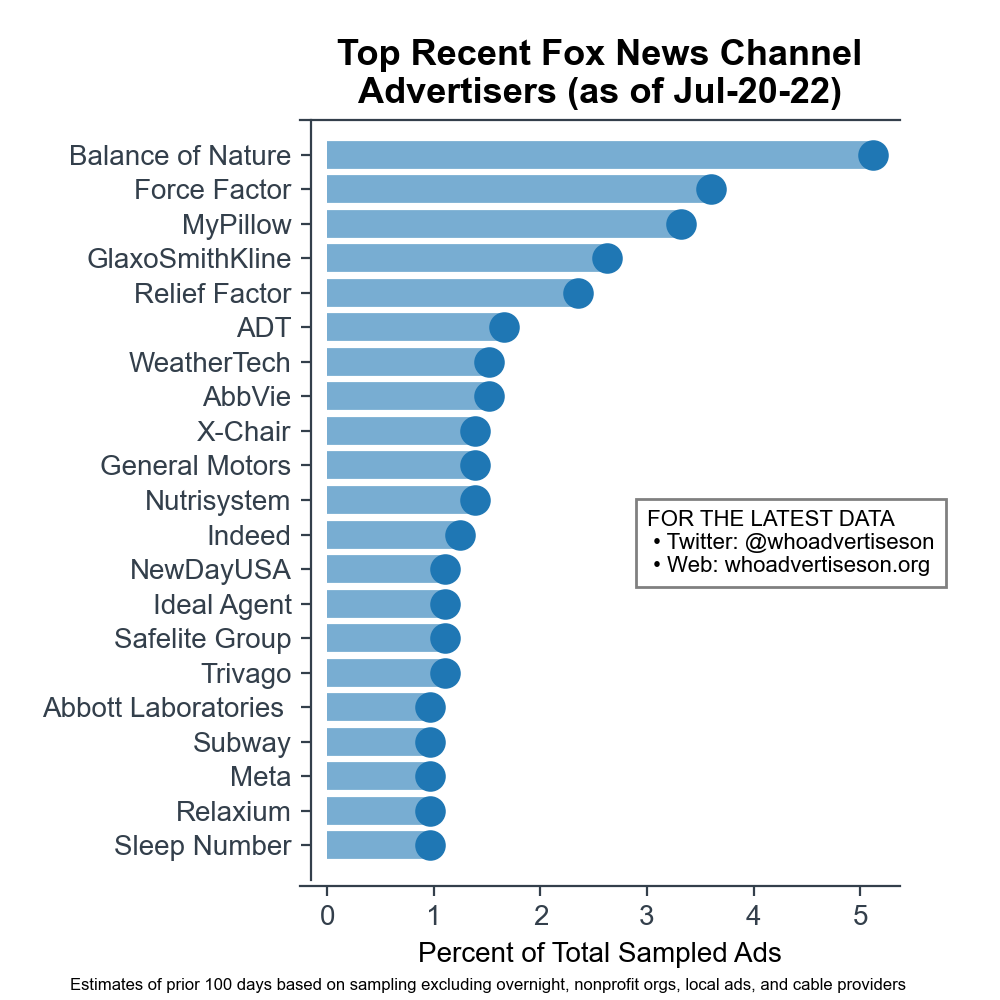 Top Recent Fox News Channel
Advertisers (as of Jul-20-22)
Balance of Nature
Force Factor
MyPillow
GlaxoSmithKline
Relief Factor
ADT
WeatherTech
AbbVie
X-Chair
General Motors
Nutrisystem
Indeed
NewDayUSA
Ideal Agent
Safelite Group
Trivago
Abbott Laboratories
Subway
Meta
Relaxium
Sleep Number
FOR THE LATEST DATA
• Twitter: @whoadvertiseson
• Web: whoadvertiseson.org
0 1 2 3 4 5
Percent of Total Sampled Ads
Estimates of prior 100 days based on sampling excluding overnight, nonprofit orgs, local ads, and cable providers